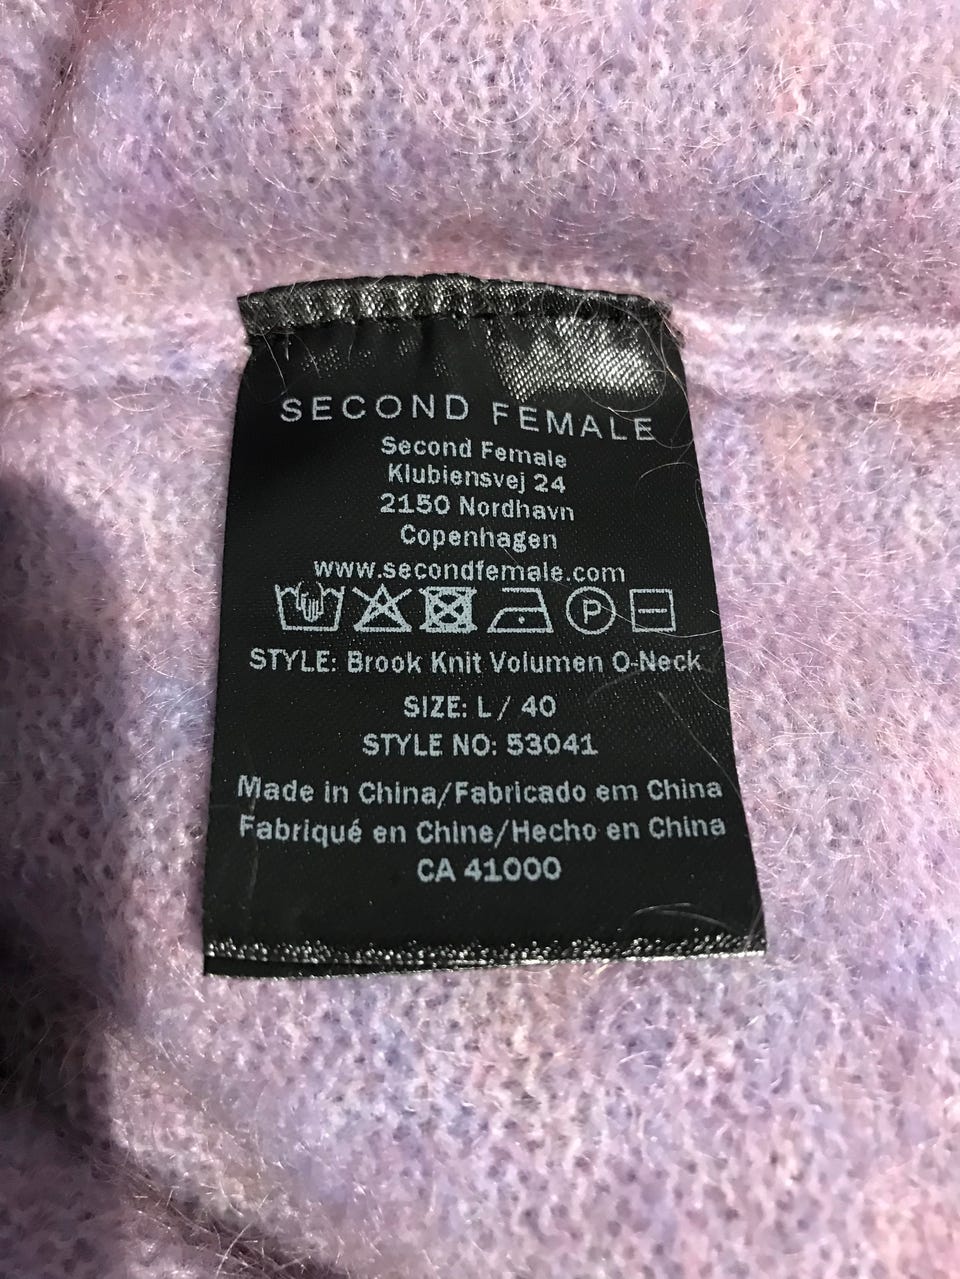 SECOND FEMALE
Second Female
Klubiensvej 24
2150 Nordhavn
Copenhagen
www.secondfemale.com
P
STYLE: Brook Knit Volumen O-Neck
SIZE: L / 40
STYLE NO: 53041
Made in China/Fabricado em China
Fabriqué en Chine/Hecho en China
CA 41000